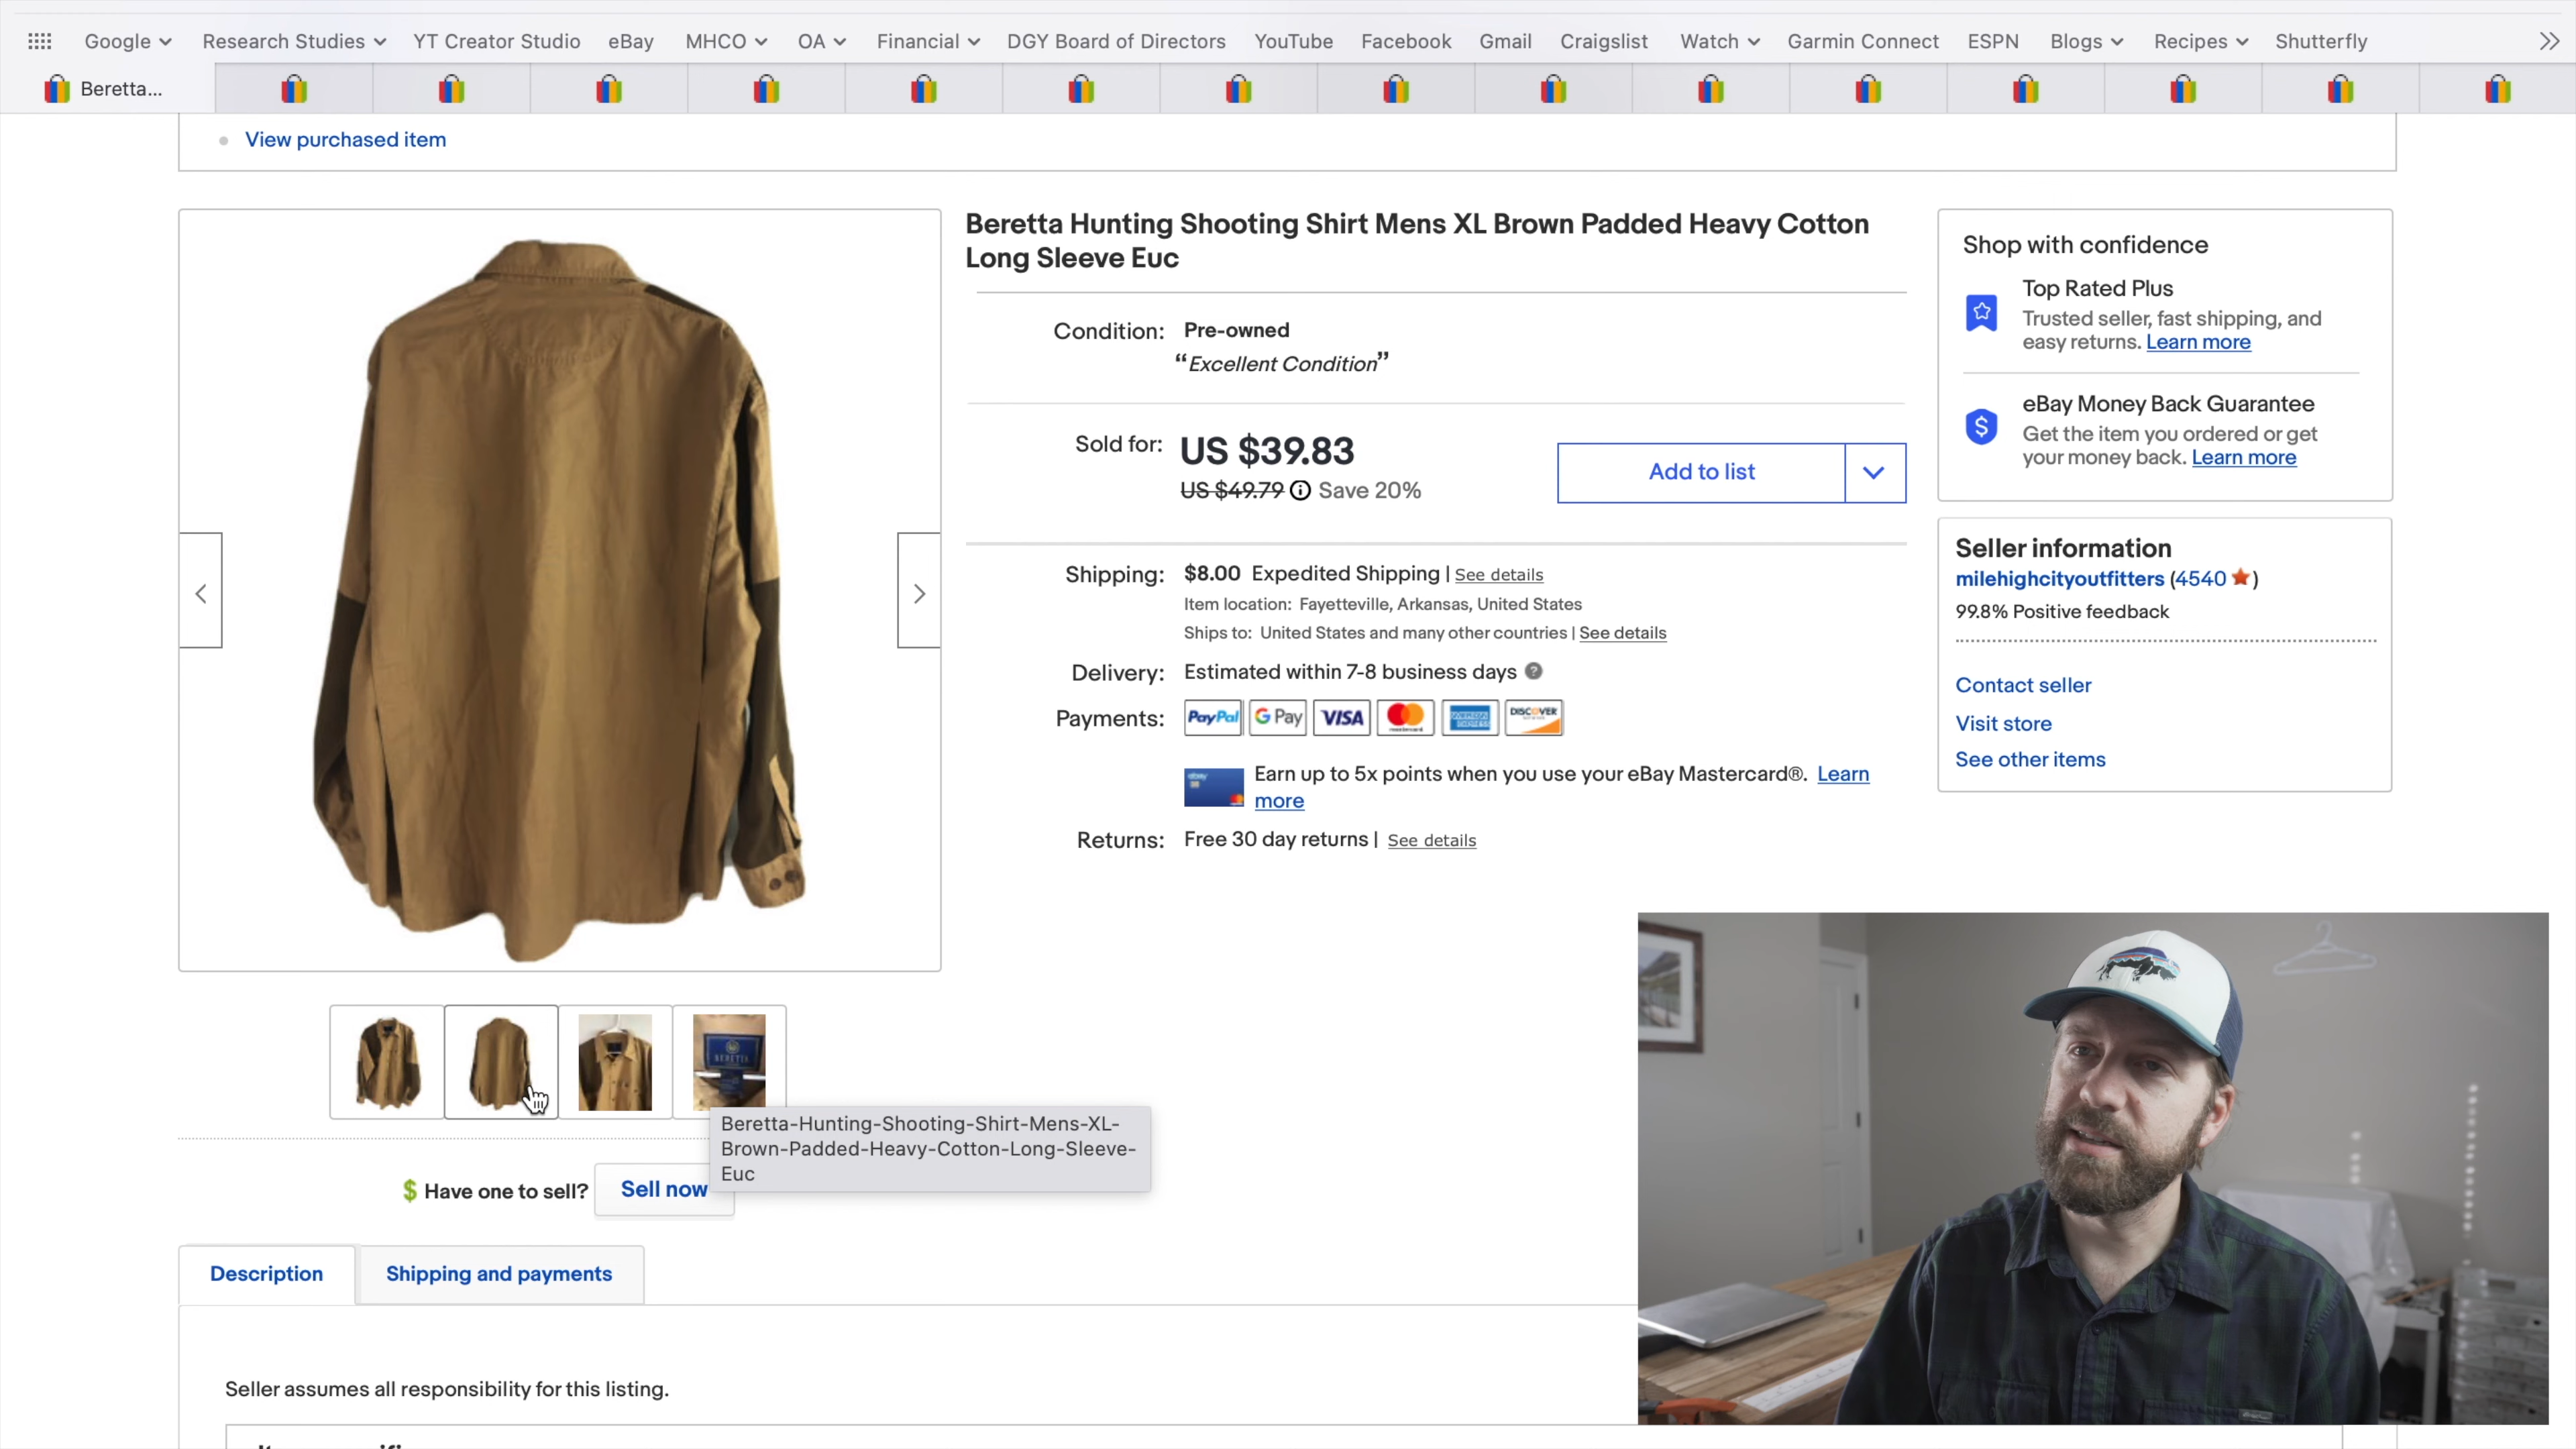 Google Research Studies YT Creator Studio eBay MHCO OA Financial DGY Board of Directors YouTube Facebook Gmail Craigslist Watch Garmin Connect ESPN Blogs Recipes Shutterfly
Beretta...
View purchased item
Beretta Hunting Shooting Shirt Mens XL Brown Padded Heavy Cotton
Long Sleeve Euc
Condition: Pre-owned
“Excellent Condition”
Sold for: US $39.83
US $49.79 Save 20%
Add to list
Shipping: $8.00 Expedited Shipping | See details
Item location: Fayetteville, Arkansas, United States
Ships to: United States and many other countries | See details
Delivery: Estimated within 7-8 business days
Payments: PayPal G Pay VISA mastercard AMERICAN EXPRESS DISCOVER
Earn up to 5x points when you use your eBay Mastercard®. Learn
more
Returns: Free 30 day returns | See details
Shop with confidence
Top Rated Plus
Trusted seller, fast shipping, and
easy returns. Learn more
eBay Money Back Guarantee
Get the item you ordered or get
your money back. Learn more
Seller information
milehighcityoutfitters (4540)
99.8% Positive feedback
Contact seller
Visit store
See other items
BERETTA
Beretta-Hunting-Shooting-Shirt-Mens-XL-
Brown-Padded-Heavy-Cotton-Long-Sleeve-
Euc
$ Have one to sell? Sell now
Description Shipping and payments
Seller assumes all responsibility for this listing.